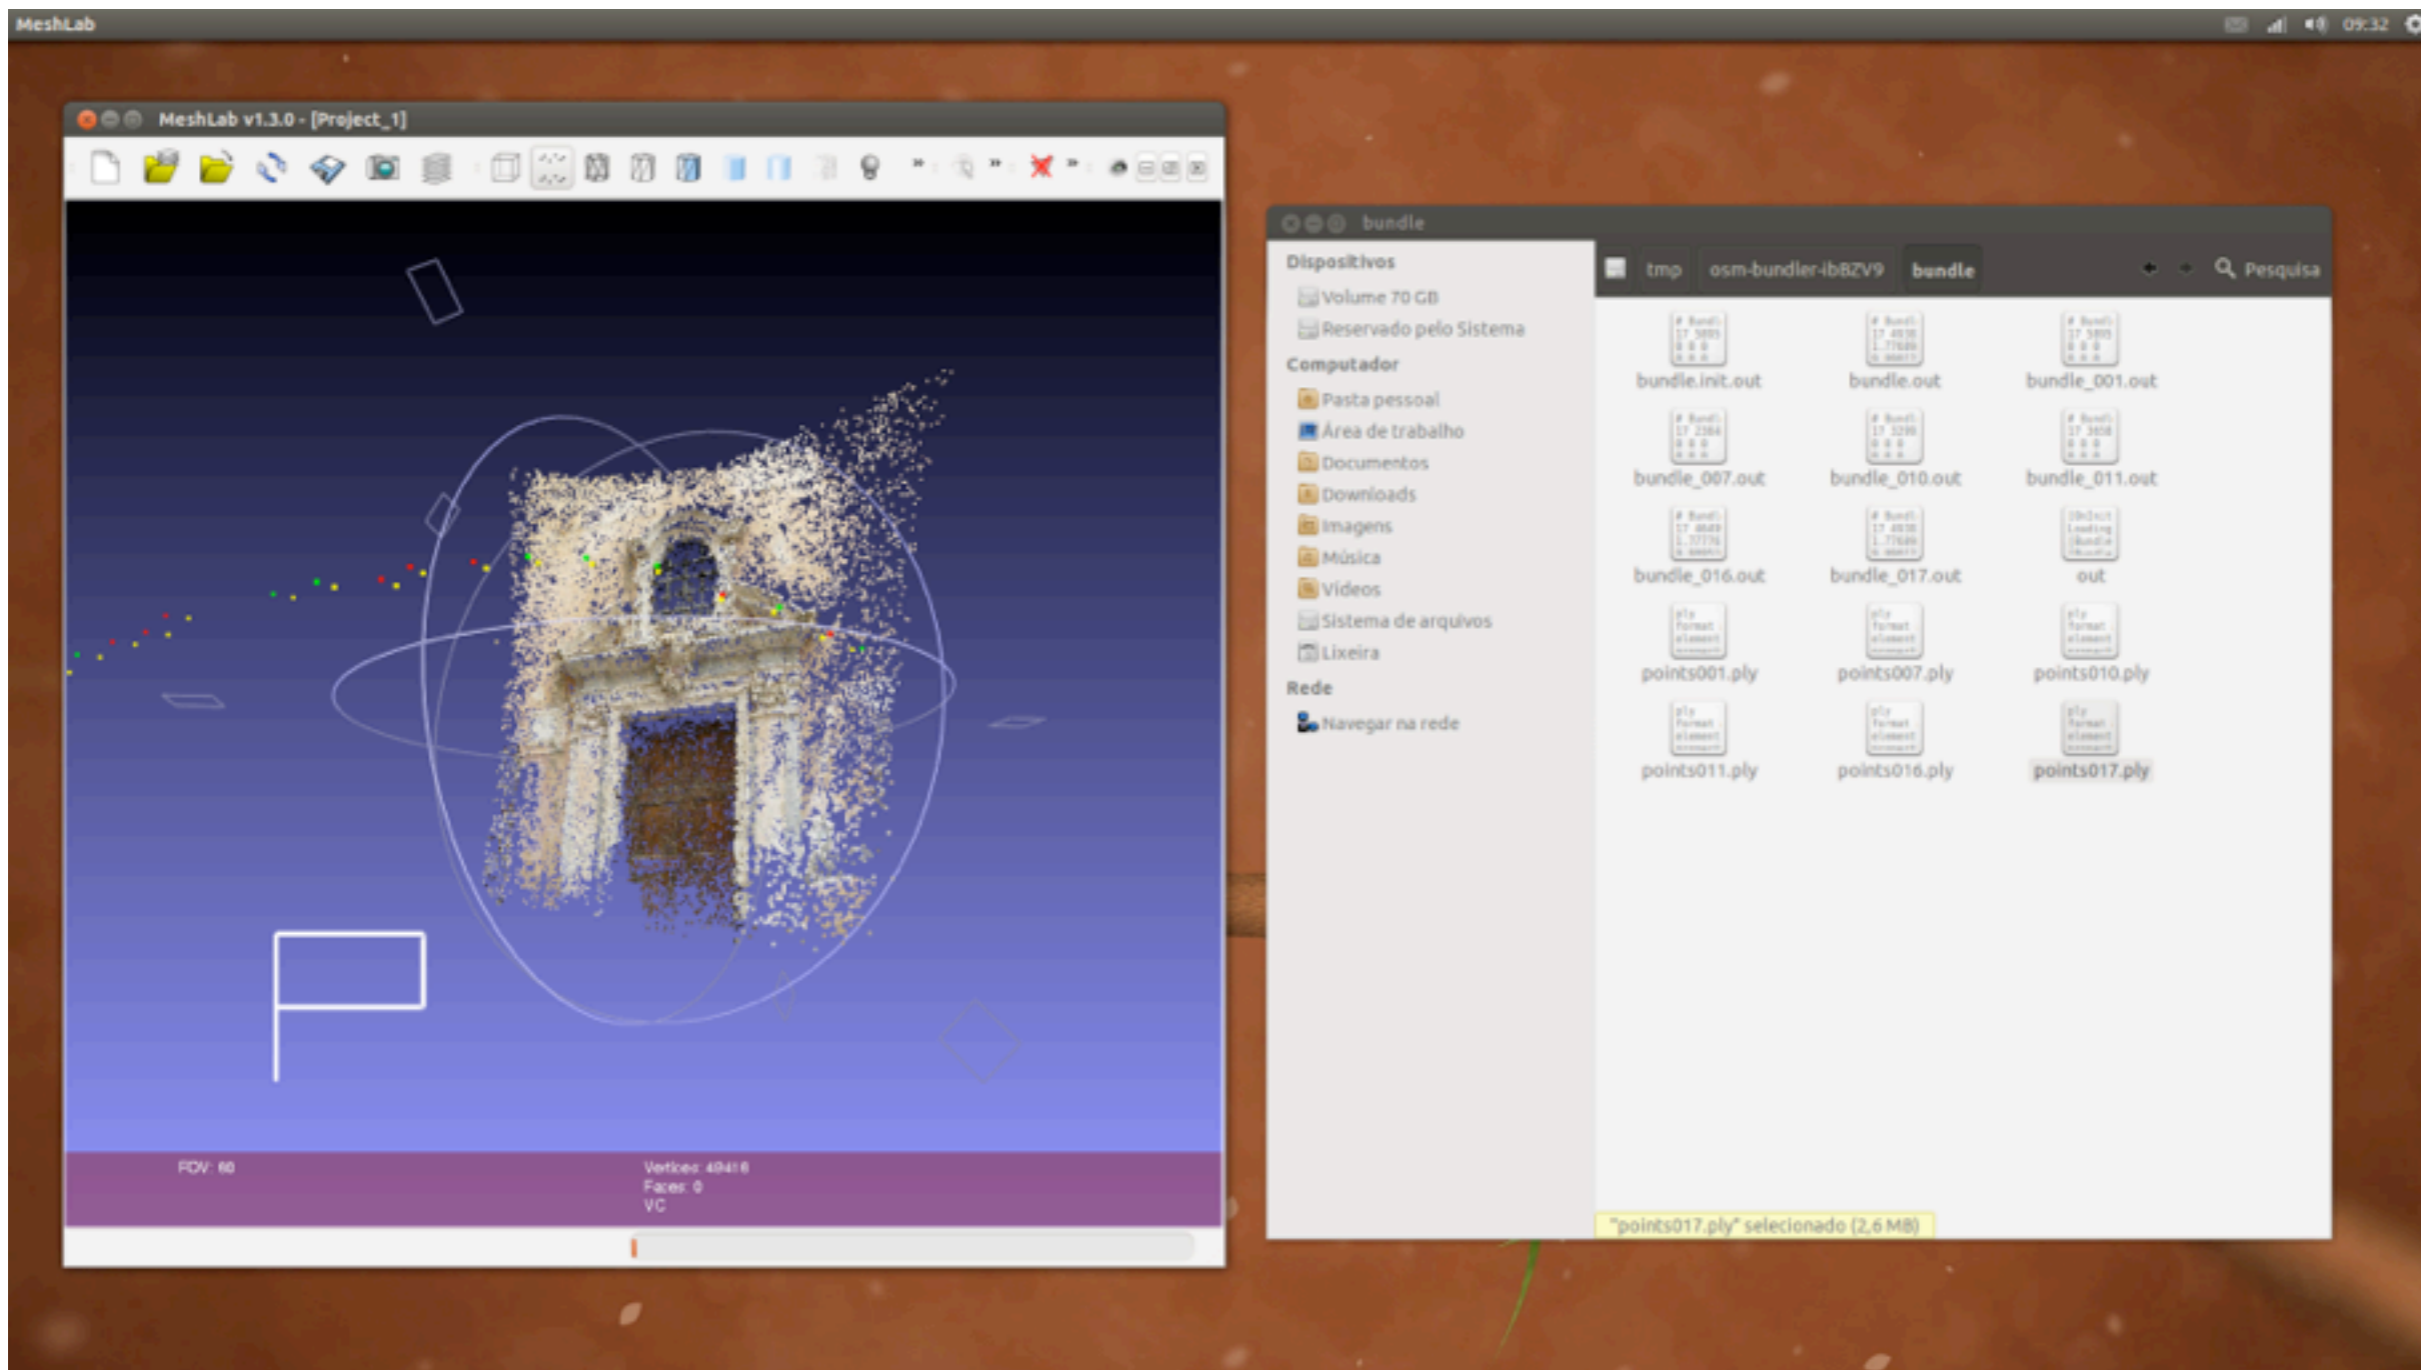 MeshLab
09:32
MeshLab v1.3.0 - [Project_1]
FOV: 60
Vertices: 49416
Faces: 0
VC
bundle
Dispositivos
Volume 70 GB
Reservado pelo Sistema
Computador
Pasta pessoal
Área de trabalho
Documentos
Downloads
Imagens
Música
Vídeos
Sistema de arquivos
Lixeira
Rede
Navegar na rede
tmp osm-bundler-ibBZV9 bundle Pesquisa
bundle.init.out bundle.out bundle_001.out
bundle_007.out bundle_010.out bundle_011.out
bundle_016.out bundle_017.out out
points001.ply points007.ply points010.ply
points011.ply points016.ply points017.ply
"points017.ply" selecionado (2,6 MB)